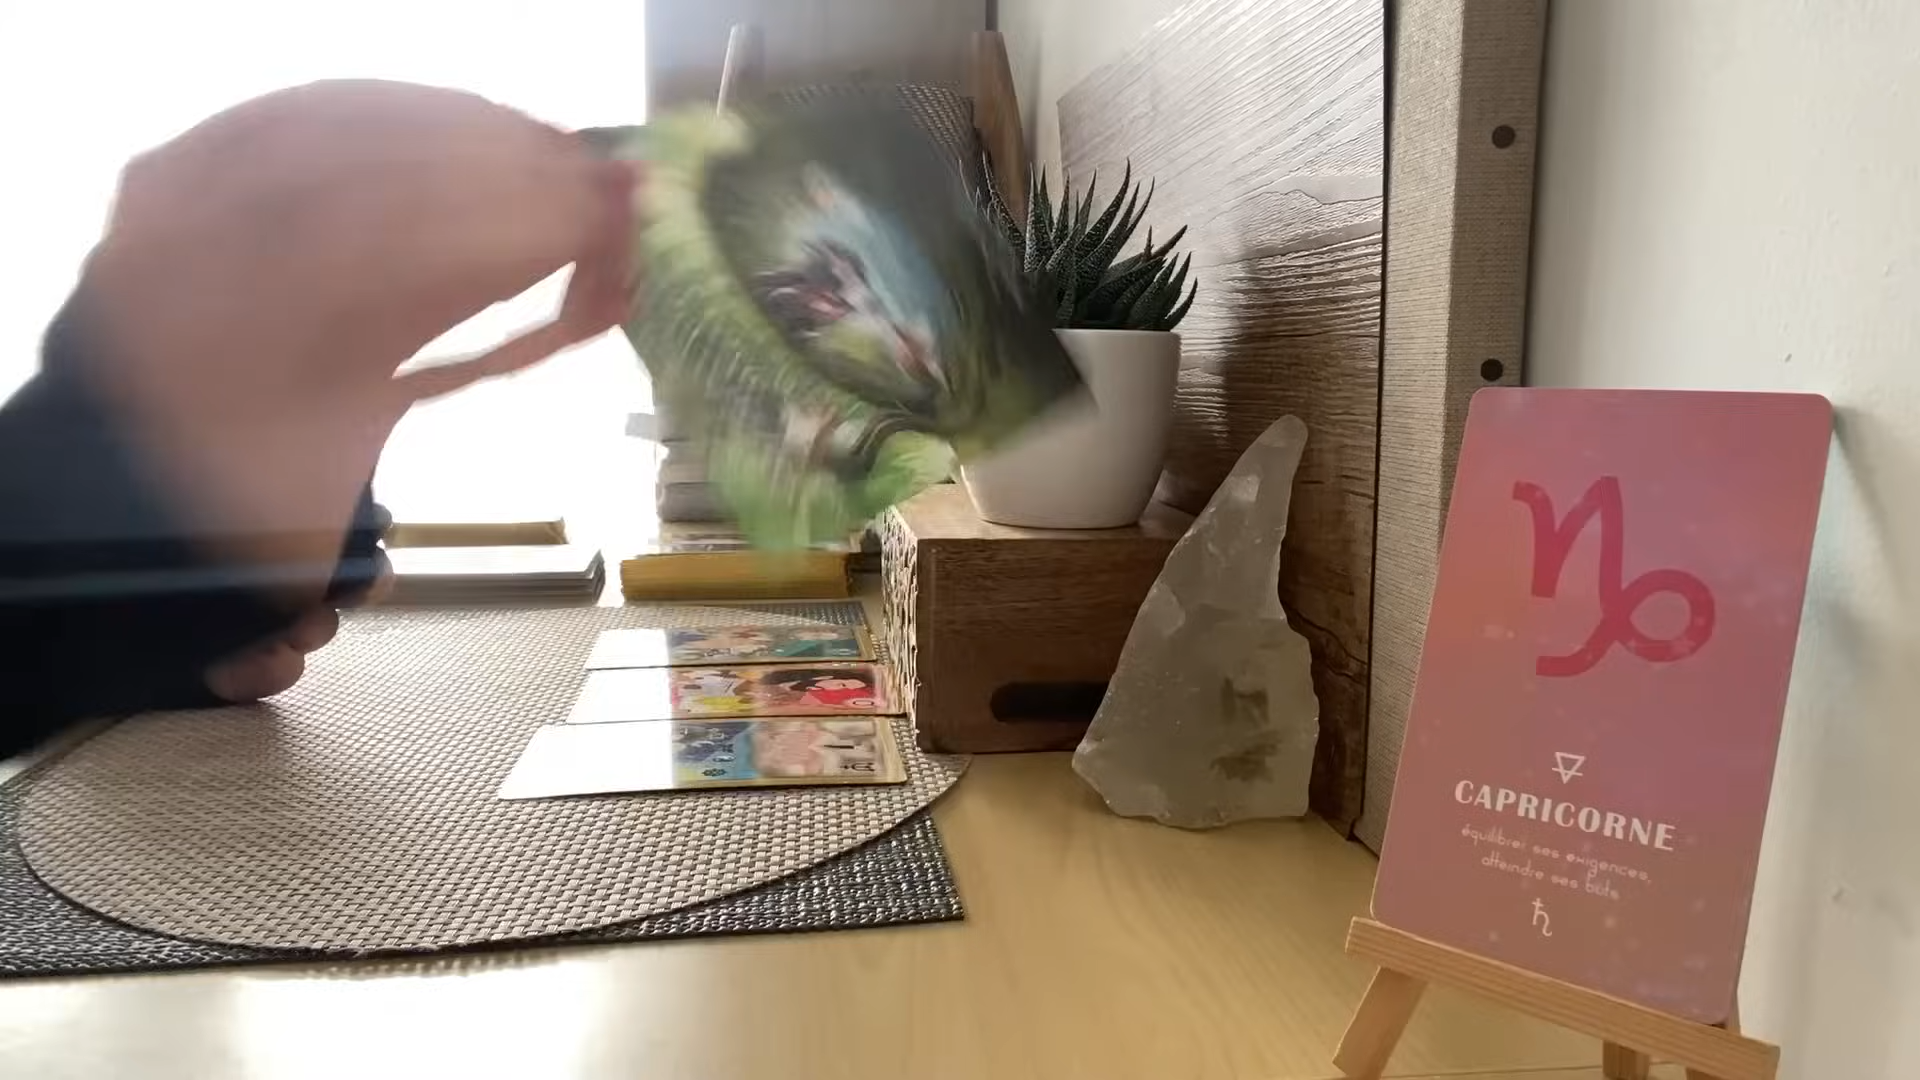 CAPRICORNE
équilibrer ses exigences,
atteindre ses buts